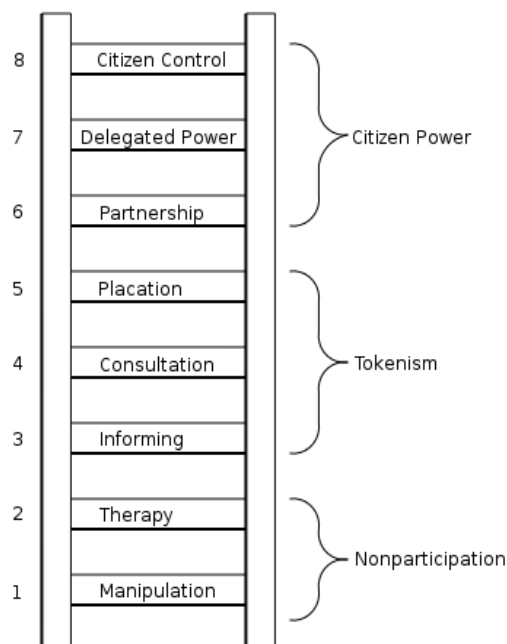 8 Citizen Control
7 Delegated Power Citizen Power
6 Partnership
5 Placation
4 Consultation Tokenism
3 Informing
2 Therapy
Nonparticipation
1 Manipulation